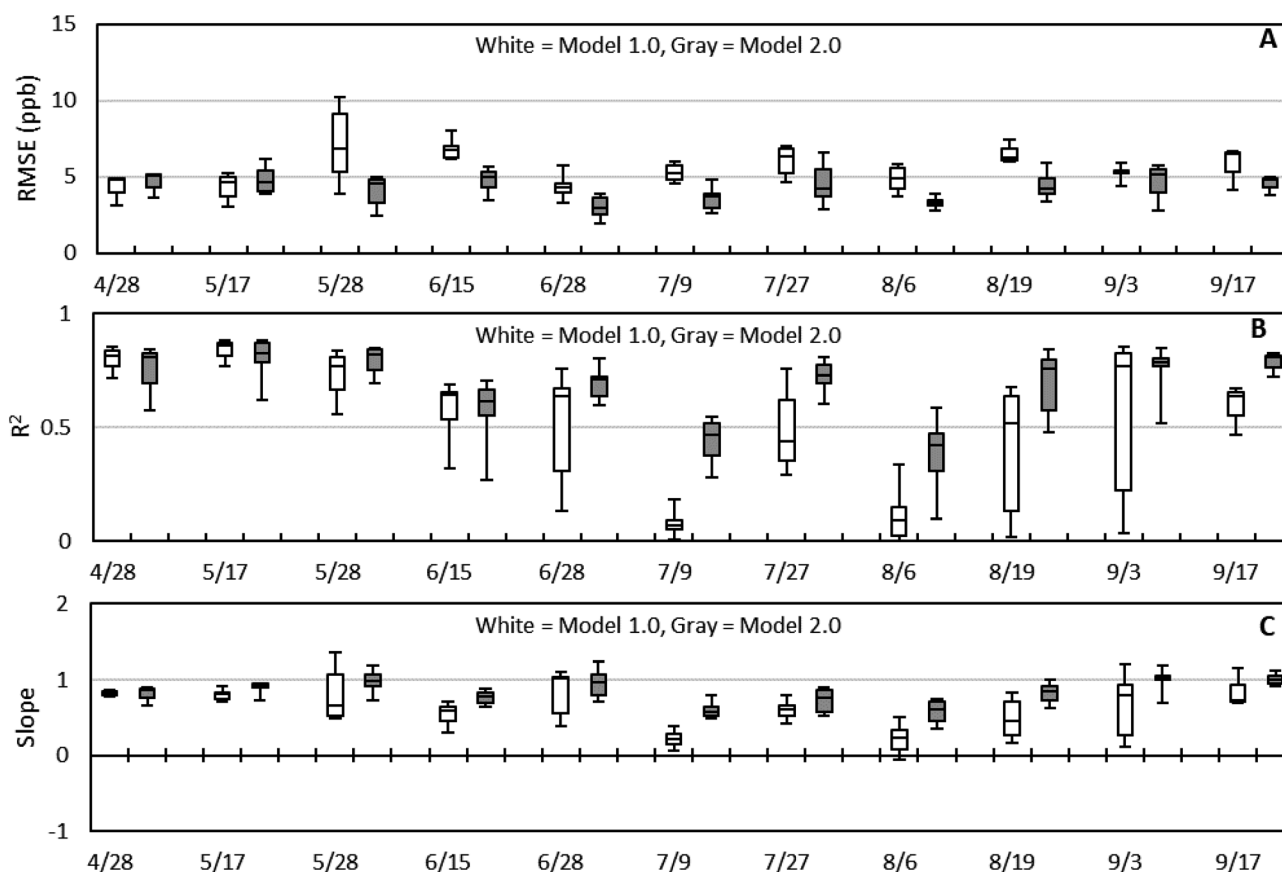 15
White = Model 1.0, Gray = Model 2.0
A
10
RMSE (ppb)
5
0
4/28 5/17 5/28 6/15 6/28 7/9 7/27 8/6 8/19 9/3 9/17
1
White = Model 1.0, Gray = Model 2.0
B
R²
0.5
0
4/28 5/17 5/28 6/15 6/28 7/9 7/27 8/6 8/19 9/3 9/17
2
White = Model 1.0, Gray = Model 2.0
C
1
Slope
0
-1
4/28 5/17 5/28 6/15 6/28 7/9 7/27 8/6 8/19 9/3 9/17